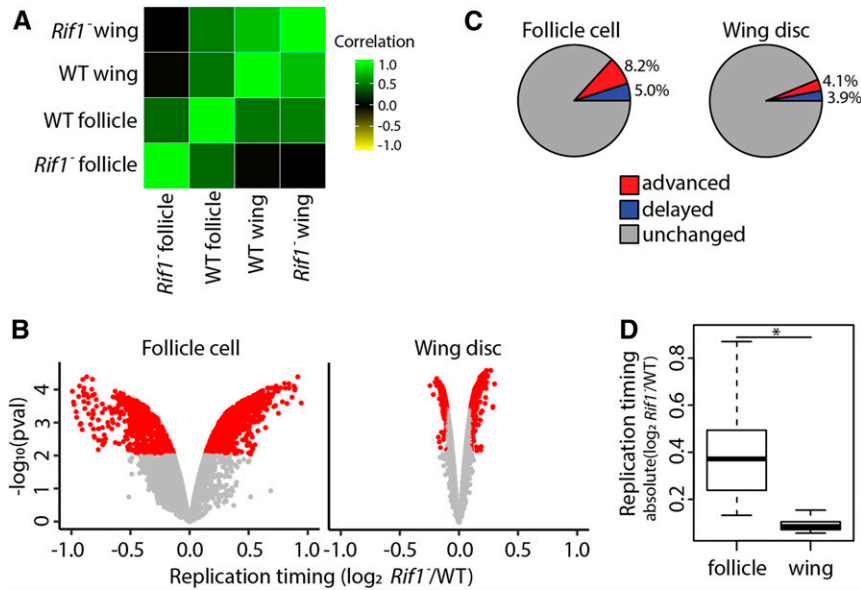 A
Rif1⁻ wing
WT wing
WT follicle
Rif1⁻ follicle
Rif1⁻ follicle
WT follicle
WT wing
Rif1⁻ wing
Correlation
1.0
0.5
0.0
-0.5
-1.0
C
Follicle cell
Wing disc
8.2%
5.0%
4.1%
3.9%
advanced
delayed
unchanged
B
Follicle cell
Wing disc
-log₁₀(pval)
4
3
2
1
0
-1.0 -0.5 0.0 0.5 1.0
-1.0 -0.5 0.0 0.5 1.0
Replication timing (log₂ Rif1⁻/WT)
D
Replication timing
absolute(log₂ Rif1⁻/WT)
0.8
0.6
0.4
0.2
*
follicle wing